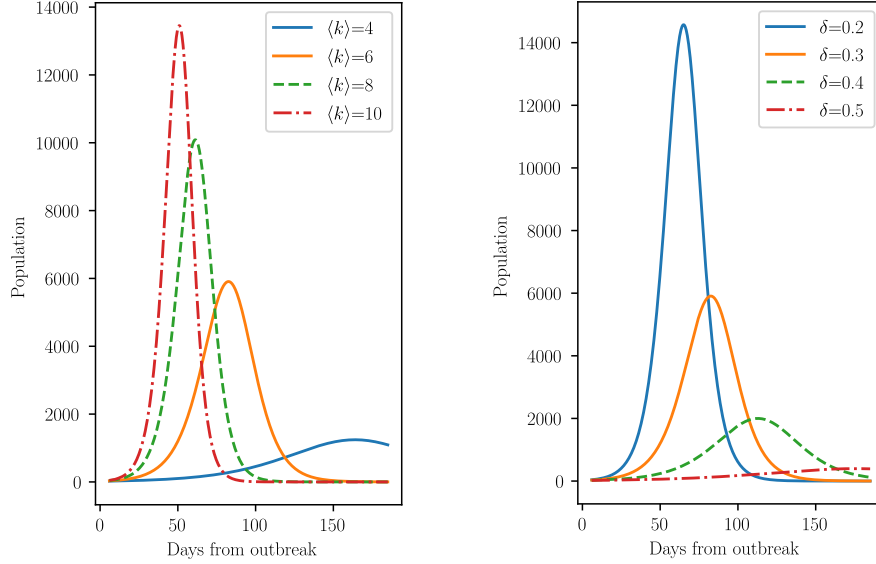 14000
12000
10000
8000
6000
4000
2000
0
Population
0
50
100
150
Days from outbreak
⟨k⟩=4
⟨k⟩=6
⟨k⟩=8
⟨k⟩=10
14000
12000
10000
8000
6000
4000
2000
0
Population
0
50
100
150
Days from outbreak
δ=0.2
δ=0.3
δ=0.4
δ=0.5